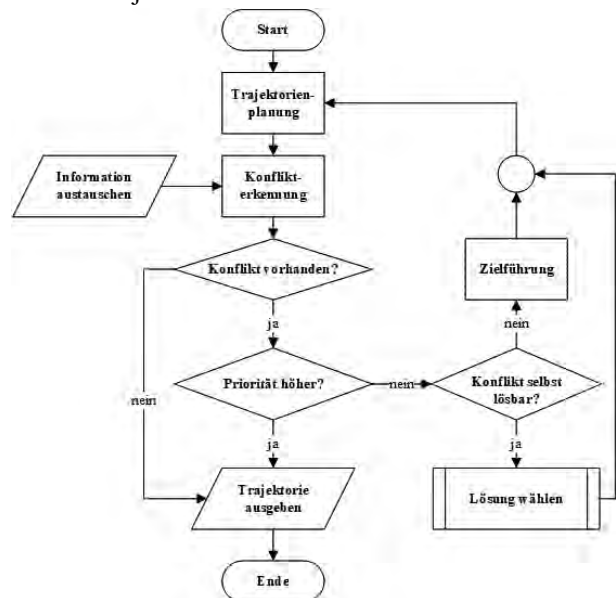 Start
Trajektorien-
planung
Information
austauschen
Konflikt-
erkennung
Konflikt vorhanden?
Zielführung
ja
nein
Priorität höher?
nein
Konflikt selbst
lösbar?
nein
ja
ja
Trajektorie
ausgeben
Lösung wählen
Ende